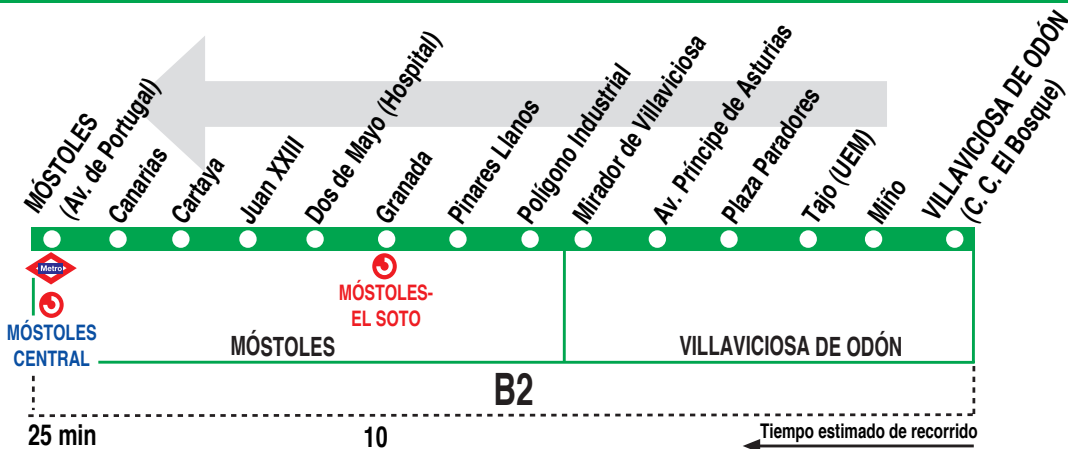 MÓSTOLES
(Av. de Portugal)
Canarias
Cartaya
Juan XXIII
Dos de Mayo (Hospital)
Granada
Pinares Llanos
Polígono Industrial
Mirador de Villaviciosa
Av. Príncipe de Asturias
Plaza Paradores
Tajo (UEM)
Miño
VILLAVICIOSA DE ODÓN
(C. C. El Bosque)
Metro
MÓSTOLES
CENTRAL
MÓSTOLES-
EL SOTO
MÓSTOLES
VILLAVICIOSA DE ODÓN
B2
25 min
10
Tiempo estimado de recorrido